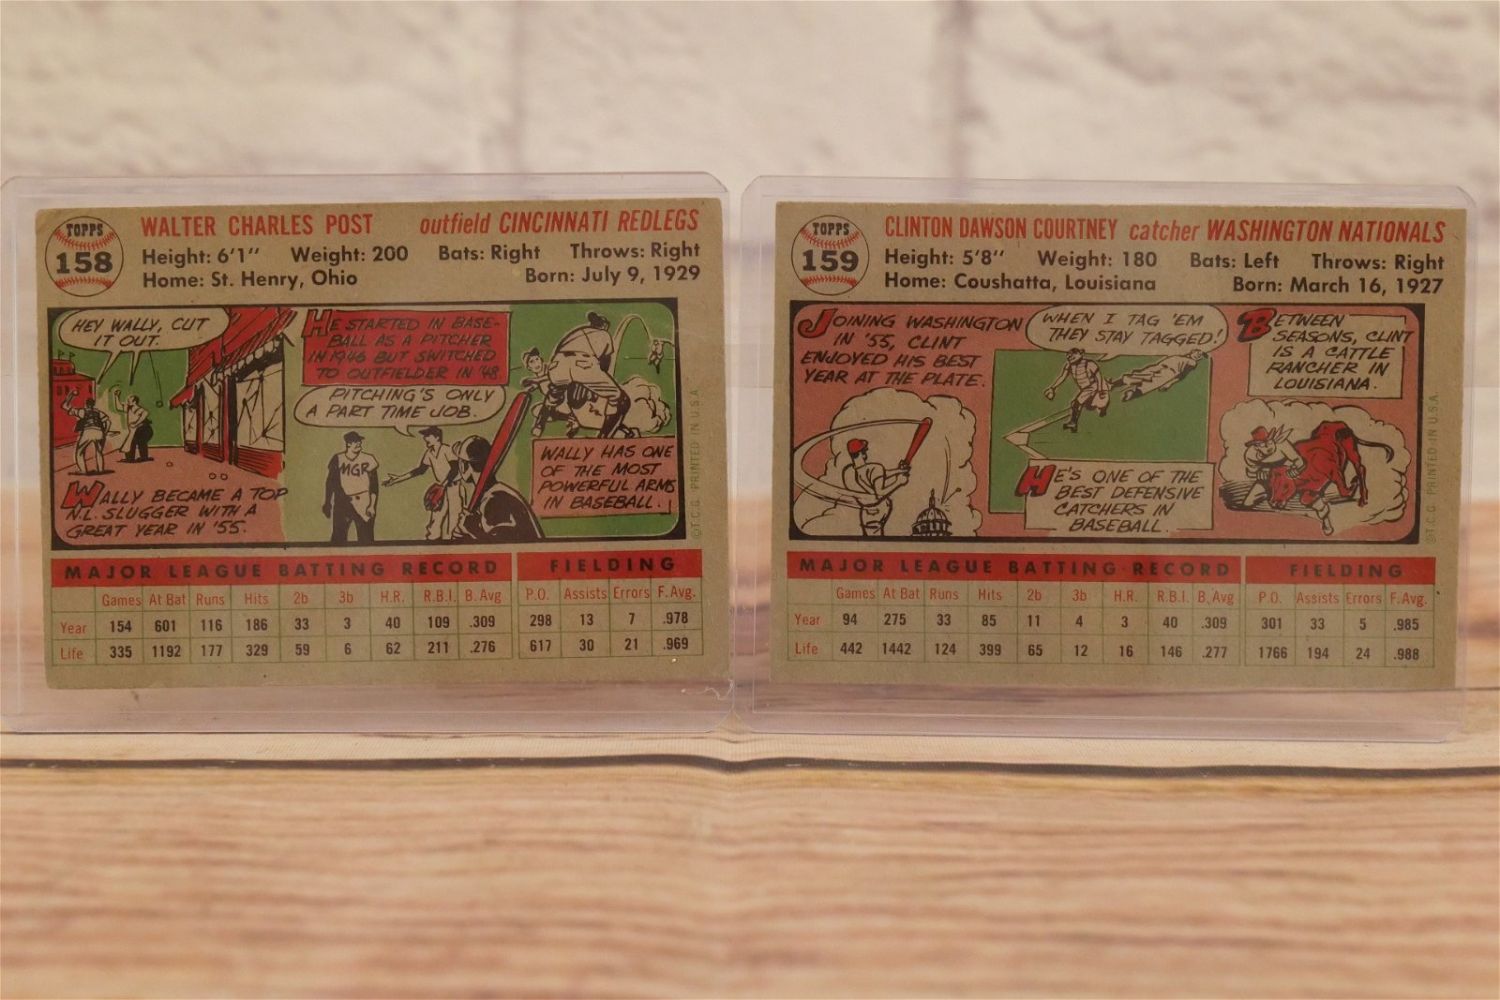 TOPPS
158
WALTER CHARLES POST outfield CINCINNATI REDLEGS
Height: 6'1" Weight: 200 Bats: Right Throws: Right
Home: St. Henry, Ohio Born: July 9, 1929
HEY WALLY, CUT
IT OUT.
WALLY BECAME A TOP
N.L. SLUGGER WITH A
GREAT YEAR IN '55.
HE STARTED IN BASE-
BALL AS A PITCHER
IN 1946 BUT SWITCHED
TO OUTFIELDER IN '48.
PITCHING'S ONLY
A PART TIME JOB.
MGR
WALLY HAS ONE
OF THE MOST
POWERFUL ARMS
IN BASEBALL.
©T.C.G. PRINTED IN U.S.A.
MAJOR LEAGUE BATTING RECORD FIELDING
Games At Bat Runs Hits 2b 3b H.R. R.B.I. B. Avg P.O. Assists Errors F. Avg.
Year 154 601 116 186 33 3 40 109 .309 298 13 7 .978
Life 335 1192 177 329 59 6 62 211 .276 617 30 21 .969
TOPPS
159
CLINTON DAWSON COURTNEY catcher WASHINGTON NATIONALS
Height: 5'8" Weight: 180 Bats: Left Throws: Right
Home: Coushatta, Louisiana Born: March 16, 1927
JOINING WASHINGTON
IN '55, CLINT
ENJOYED HIS BEST
YEAR AT THE PLATE.
WHEN I TAG 'EM
THEY STAY TAGGED!
HE'S ONE OF THE
BEST DEFENSIVE
CATCHERS IN
BASEBALL.
BETWEEN
SEASONS, CLINT
IS A CATTLE
RANCHER IN
LOUISIANA.
©T.C.G. PRINTED IN U.S.A.
MAJOR LEAGUE BATTING RECORD FIELDING
Games At Bat Runs Hits 2b 3b H.R. R.B.I. B. Avg P.O. Assists Errors F. Avg.
Year 94 275 33 85 11 4 3 40 .309 301 33 5 .985
Life 442 1442 124 399 65 12 16 146 .277 1766 194 24 .988